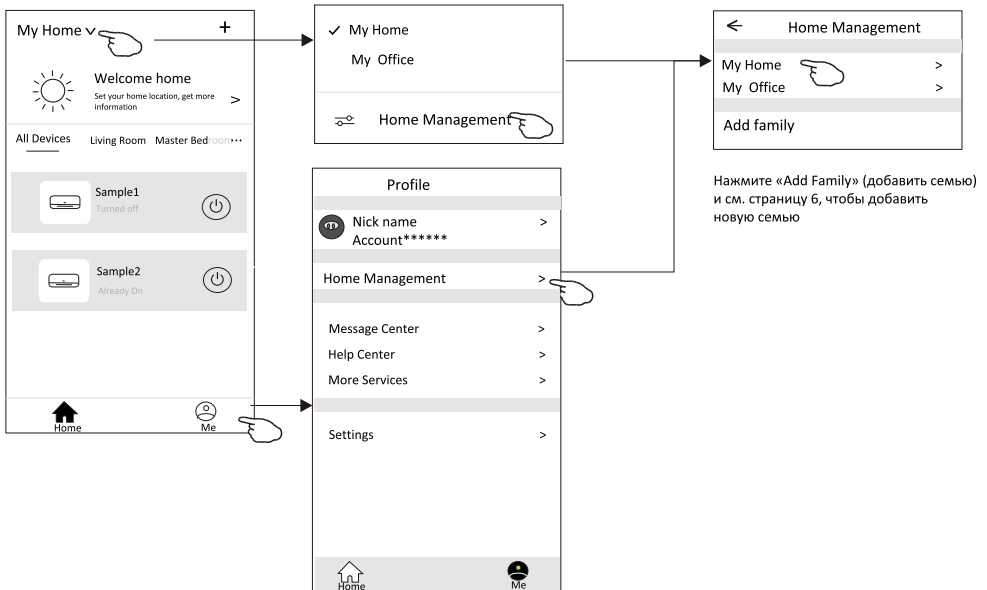 My Home
+
Welcome home
Set your home location, get more
information
>
All Devices Living Room Master Bedroom...
Sample1
Turned off
Sample2
Already On
Home
Me
✓ My Home
My Office
Home Management
Profile
Nick name >
Account******
Home Management >
Message Center >
Help Center >
More Services >
Settings >
Home
Me
Home Management
My Home >
My Office >
Add family
Нажмите «Add Family» (добавить семью)
и см. страницу 6, чтобы добавить
новую семью